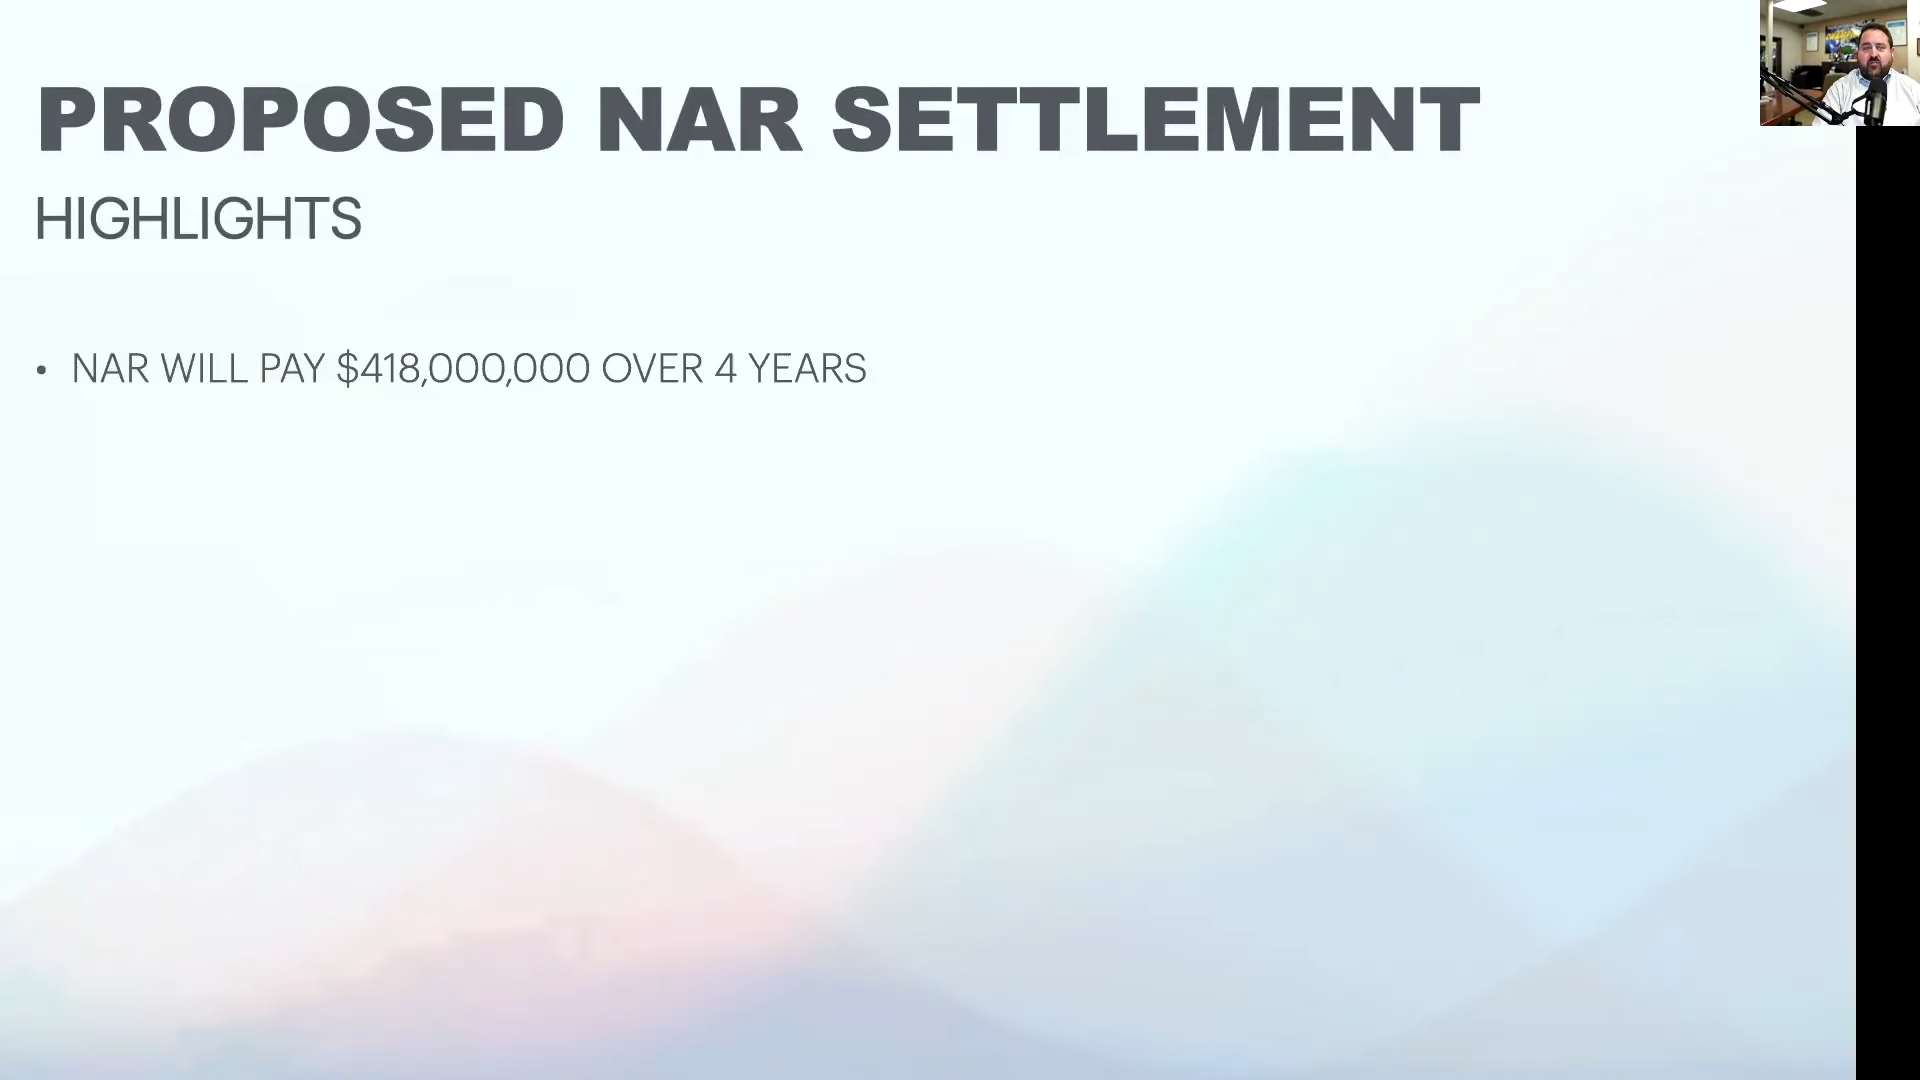 PROPOSED NAR SETTLEMENT
HIGHLIGHTS
• NAR WILL PAY $418,000,000 OVER 4 YEARS